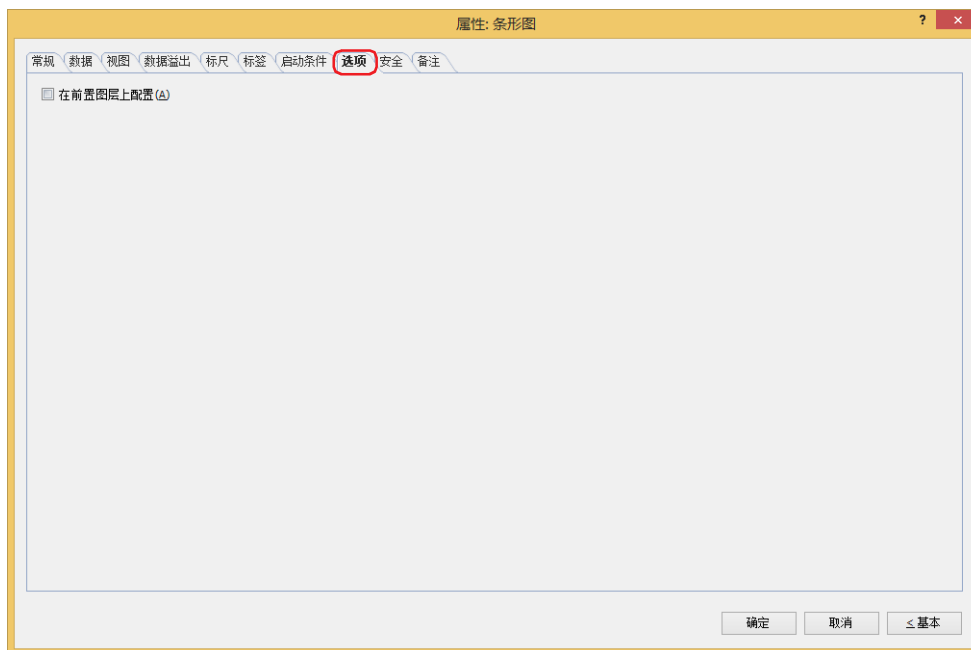 属性: 条形图 ? ×
常规 数据 视图 数据溢出 标尺 标签 启动条件 选项 安全 备注
在前置图层上配置(A)
确定 取消 <基本